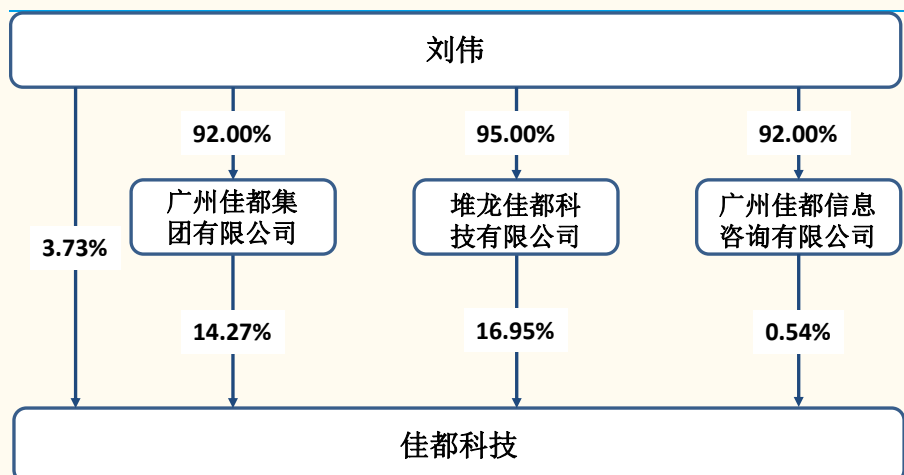 刘伟
92.00%
95.00%
92.00%
广州佳都集
团有限公司
堆龙佳都科
技有限公司
广州佳都信息
咨询有限公司
3.73%
14.27%
16.95%
0.54%
佳都科技